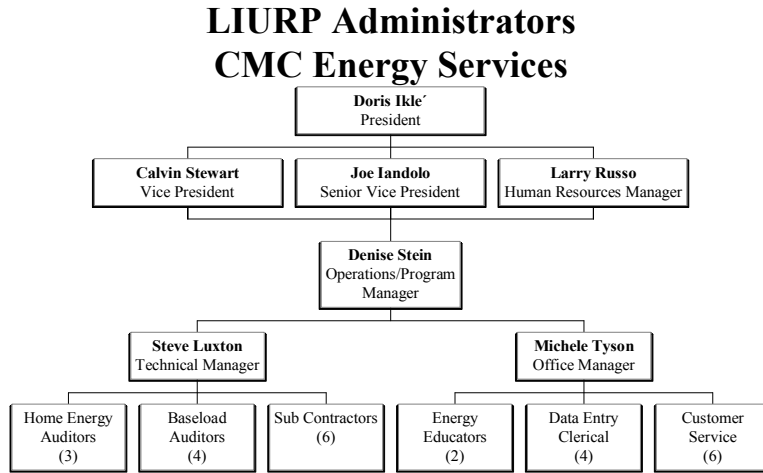 LIURP Administrators
CMC Energy Services
Doris Ikle´
President
Calvin Stewart
Vice President
Joe Iandolo
Senior Vice President
Larry Russo
Human Resources Manager
Denise Stein
Operations/Program
Manager
Steve Luxton
Technical Manager
Michele Tyson
Office Manager
Home Energy
Auditors
(3)
Baseload
Auditors
(4)
Sub Contractors
(6)
Energy
Educators
(2)
Data Entry
Clerical
(4)
Customer
Service
(6)